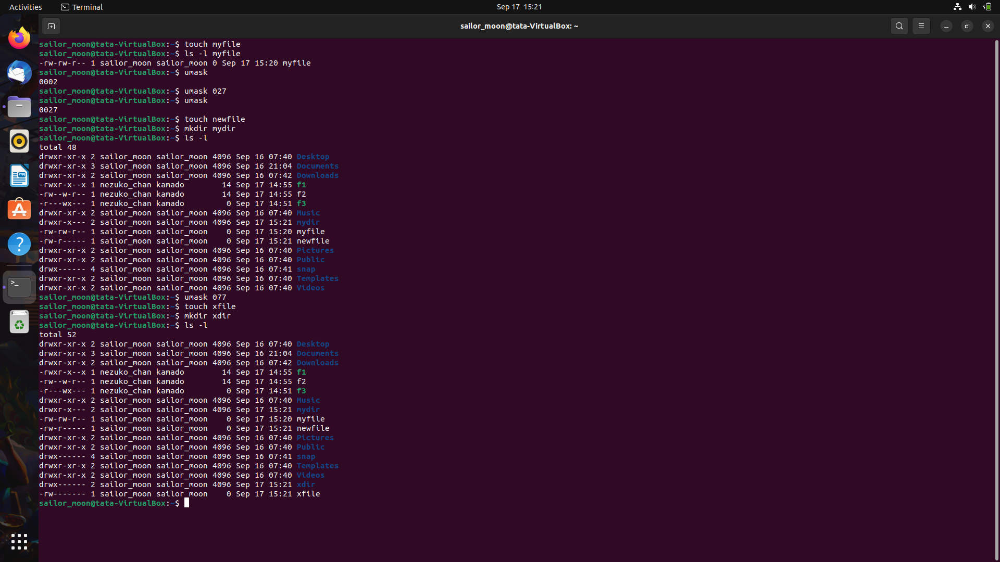 Activities Terminal Sep 17 15:21
sailor_moon@tata-VirtualBox: ~
sailor_moon@tata-VirtualBox:~$ touch myfile
sailor_moon@tata-VirtualBox:~$ ls -l myfile
-rw-rw-r-- 1 sailor_moon sailor_moon 0 Sep 17 15:20 myfile
sailor_moon@tata-VirtualBox:~$ umask
0002
sailor_moon@tata-VirtualBox:~$ umask 027
sailor_moon@tata-VirtualBox:~$ umask
0027
sailor_moon@tata-VirtualBox:~$ touch newfile
sailor_moon@tata-VirtualBox:~$ mkdir mydir
sailor_moon@tata-VirtualBox:~$ ls -l
total 48
drwxr-xr-x 2 sailor_moon sailor_moon 4096 Sep 16 07:40 Desktop
drwxr-xr-x 3 sailor_moon sailor_moon 4096 Sep 16 21:04 Documents
drwxr-xr-x 2 sailor_moon sailor_moon 4096 Sep 16 07:42 Downloads
-rwxr-x--x 1 nezuko_chan kamado        14 Sep 17 14:55 f1
-rw--w-r-- 1 nezuko_chan kamado        14 Sep 17 14:55 f2
-r---wx--- 1 nezuko_chan kamado         0 Sep 17 14:51 f3
drwxr-xr-x 2 sailor_moon sailor_moon 4096 Sep 16 07:40 Music
drwxr-x--- 2 sailor_moon sailor_moon 4096 Sep 17 15:21 mydir
-rw-rw-r-- 1 sailor_moon sailor_moon    0 Sep 17 15:20 myfile
-rw-r----- 1 sailor_moon sailor_moon    0 Sep 17 15:21 newfile
drwxr-xr-x 2 sailor_moon sailor_moon 4096 Sep 16 07:40 Pictures
drwxr-xr-x 2 sailor_moon sailor_moon 4096 Sep 16 07:40 Public
drwx------ 4 sailor_moon sailor_moon 4096 Sep 16 07:41 snap
drwxr-xr-x 2 sailor_moon sailor_moon 4096 Sep 16 07:40 Templates
drwxr-xr-x 2 sailor_moon sailor_moon 4096 Sep 16 07:40 Videos
sailor_moon@tata-VirtualBox:~$ umask 077
sailor_moon@tata-VirtualBox:~$ touch xfile
sailor_moon@tata-VirtualBox:~$ mkdir xdir
sailor_moon@tata-VirtualBox:~$ ls -l
total 52
drwxr-xr-x 2 sailor_moon sailor_moon 4096 Sep 16 07:40 Desktop
drwxr-xr-x 3 sailor_moon sailor_moon 4096 Sep 16 21:04 Documents
drwxr-xr-x 2 sailor_moon sailor_moon 4096 Sep 16 07:42 Downloads
-rwxr-x--x 1 nezuko_chan kamado        14 Sep 17 14:55 f1
-rw--w-r-- 1 nezuko_chan kamado        14 Sep 17 14:55 f2
-r---wx--- 1 nezuko_chan kamado         0 Sep 17 14:51 f3
drwxr-xr-x 2 sailor_moon sailor_moon 4096 Sep 16 07:40 Music
drwxr-x--- 2 sailor_moon sailor_moon 4096 Sep 17 15:21 mydir
-rw-rw-r-- 1 sailor_moon sailor_moon    0 Sep 17 15:20 myfile
-rw-r----- 1 sailor_moon sailor_moon    0 Sep 17 15:21 newfile
drwxr-xr-x 2 sailor_moon sailor_moon 4096 Sep 16 07:40 Pictures
drwxr-xr-x 2 sailor_moon sailor_moon 4096 Sep 16 07:40 Public
drwx------ 4 sailor_moon sailor_moon 4096 Sep 16 07:41 snap
drwxr-xr-x 2 sailor_moon sailor_moon 4096 Sep 16 07:40 Templates
drwxr-xr-x 2 sailor_moon sailor_moon 4096 Sep 16 07:40 Videos
drwx------ 2 sailor_moon sailor_moon 4096 Sep 17 15:21 xdir
-rw------- 1 sailor_moon sailor_moon    0 Sep 17 15:21 xfile
sailor_moon@tata-VirtualBox:~$